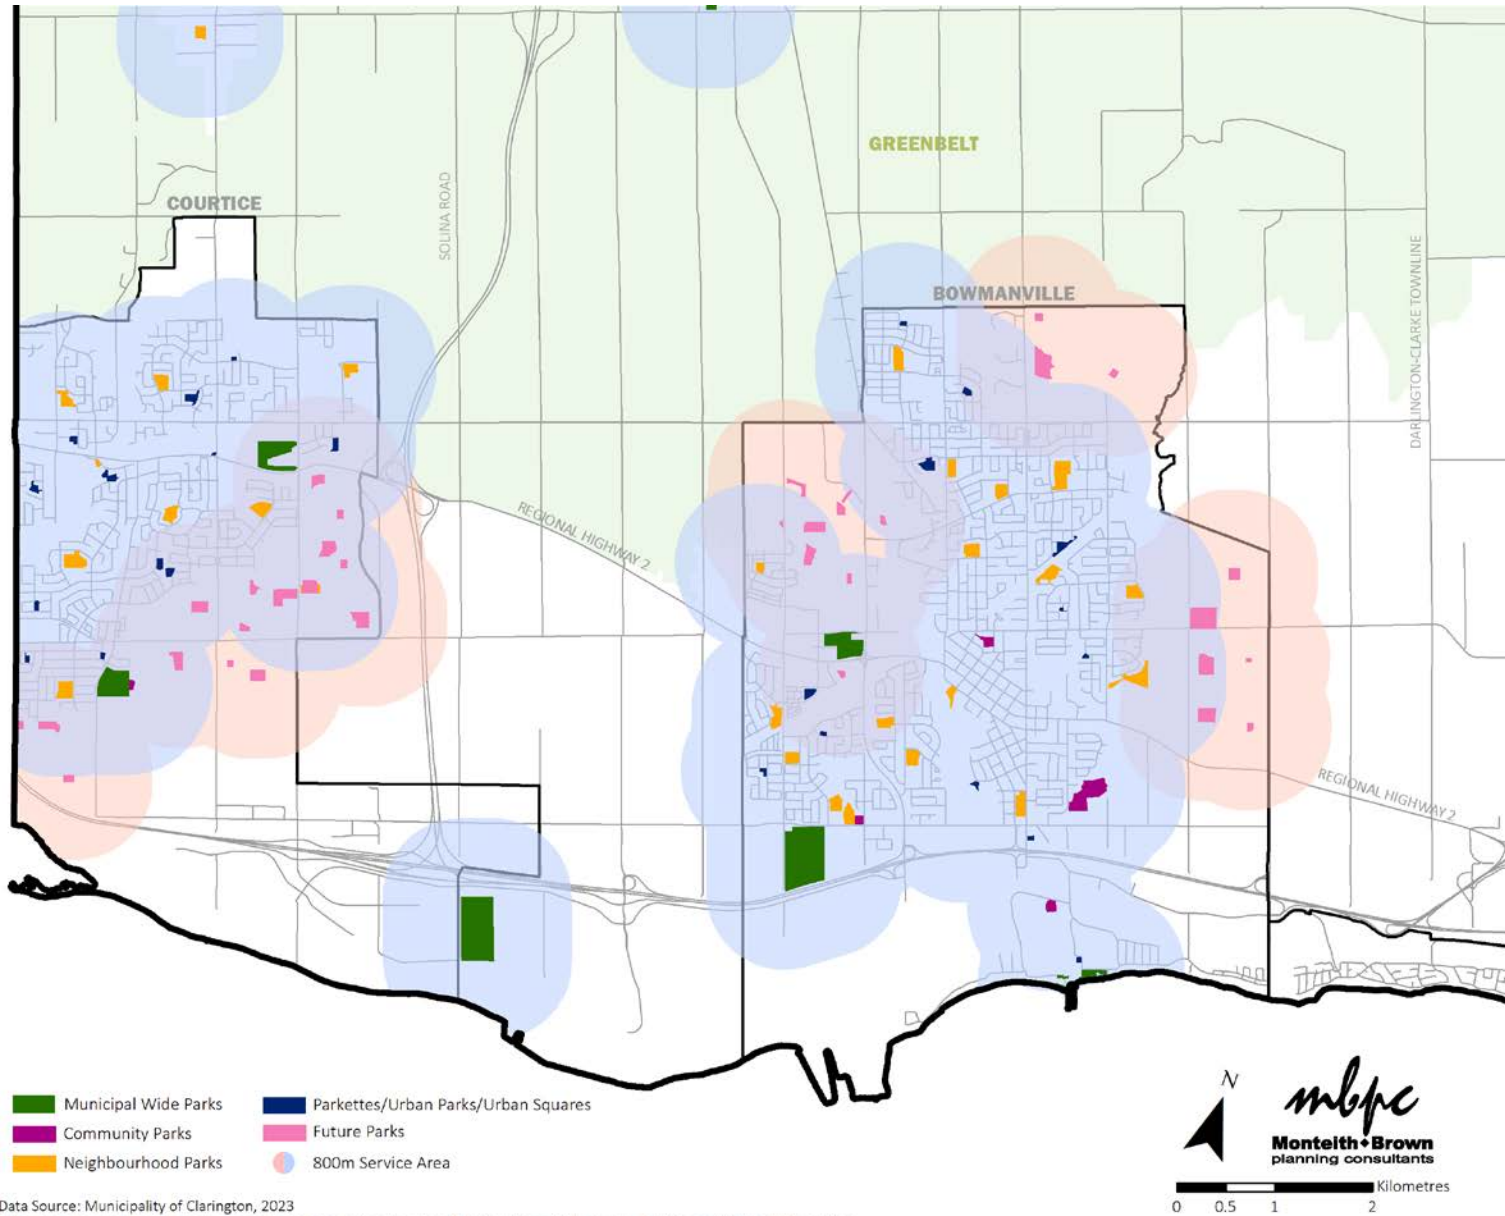 GREENBELT
COURTICE
SOLINA ROAD
DARLINGTON-CLARKE TOWNLINE
BOWMANVILLE
REGIONAL HIGHWAY 2
REGIONAL HIGHWAY 2
Municipal Wide Parks
Community Parks
Neighbourhood Parks
Parkettes/Urban Parks/Urban Squares
Future Parks
800m Service Area
N
mbpc
Monteith♦Brown
planning consultants
Kilometres
0 0.5 1 2
Data Source: Municipality of Clarington, 2023